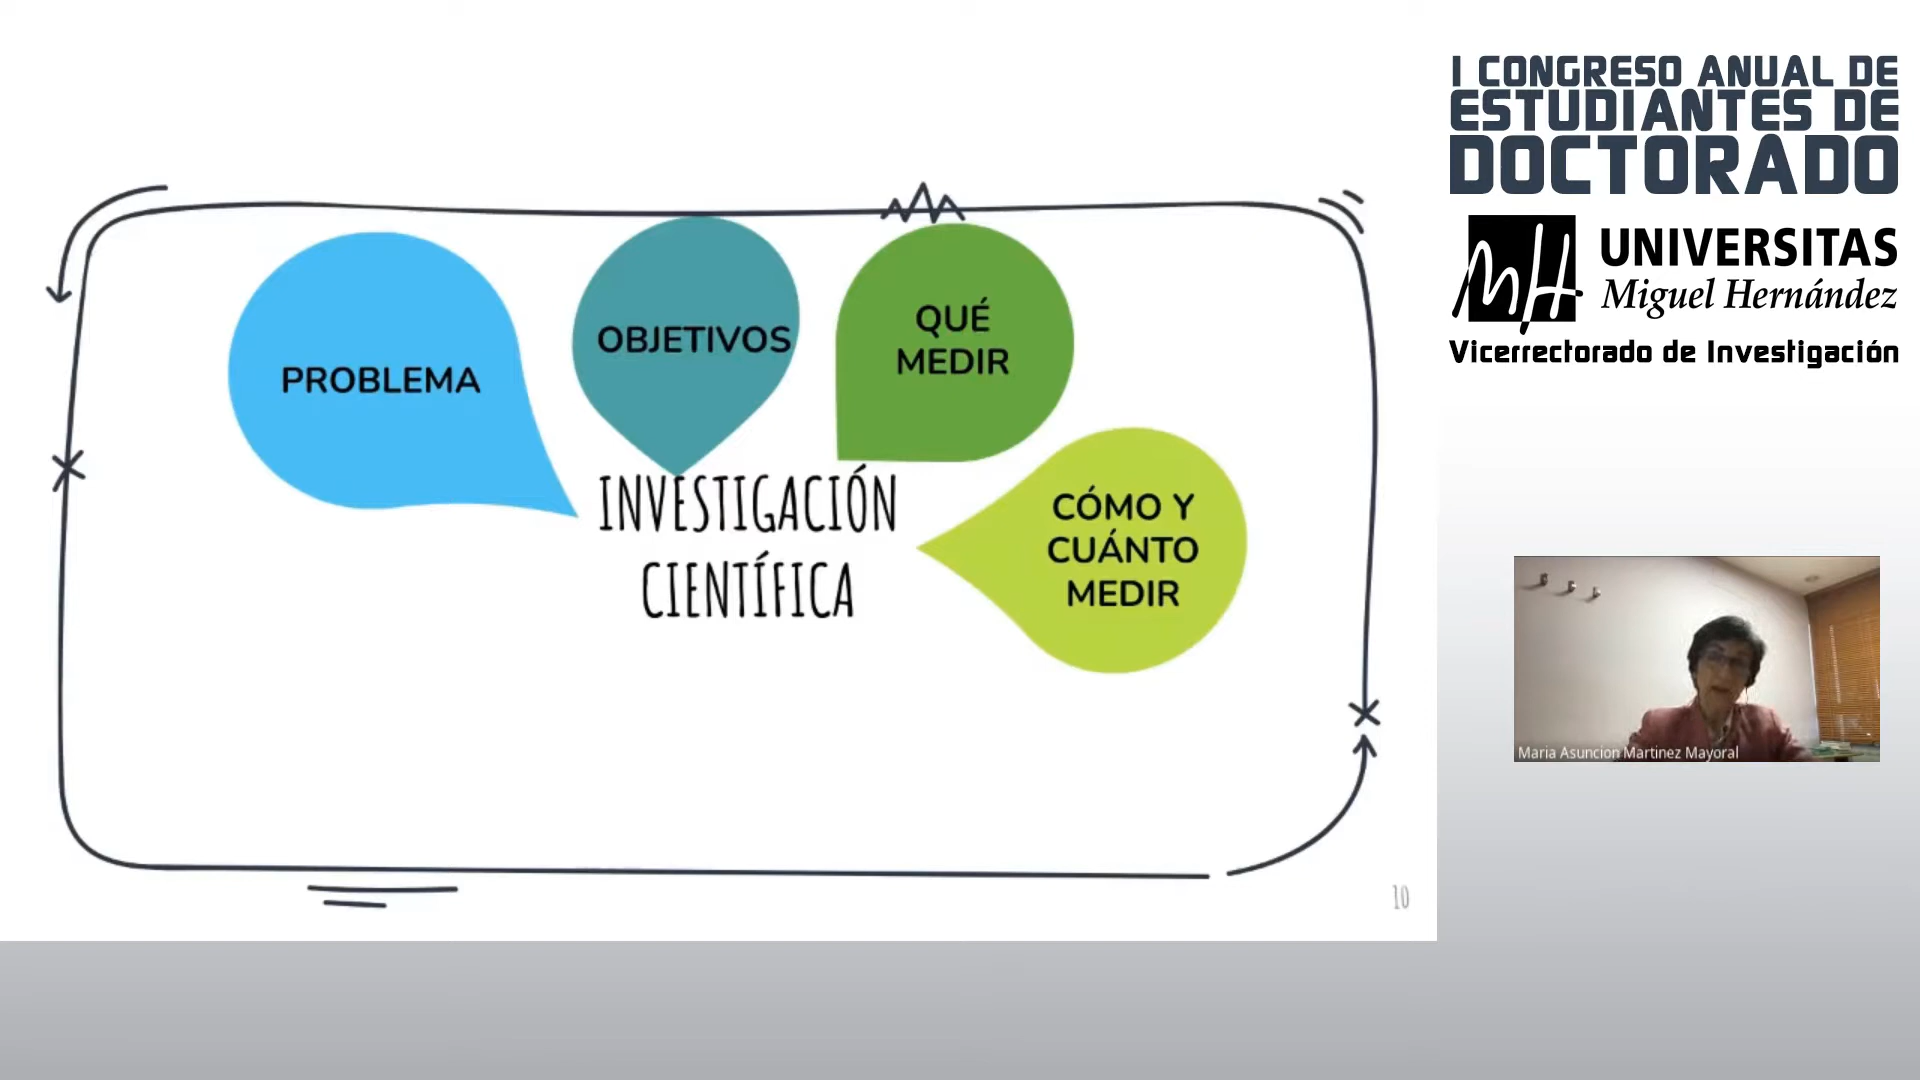 PROBLEMA
OBJETIVOS
QUÉ
MEDIR
CÓMO Y
CUÁNTO
MEDIR
INVESTIGACIÓN
CIENTÍFICA
10
I CONGRESO ANUAL DE
ESTUDIANTES DE
DOCTORADO
UNIVERSITAS
Miguel Hernández
Vicerrectorado de Investigación
Maria Asuncion Martinez Mayoral